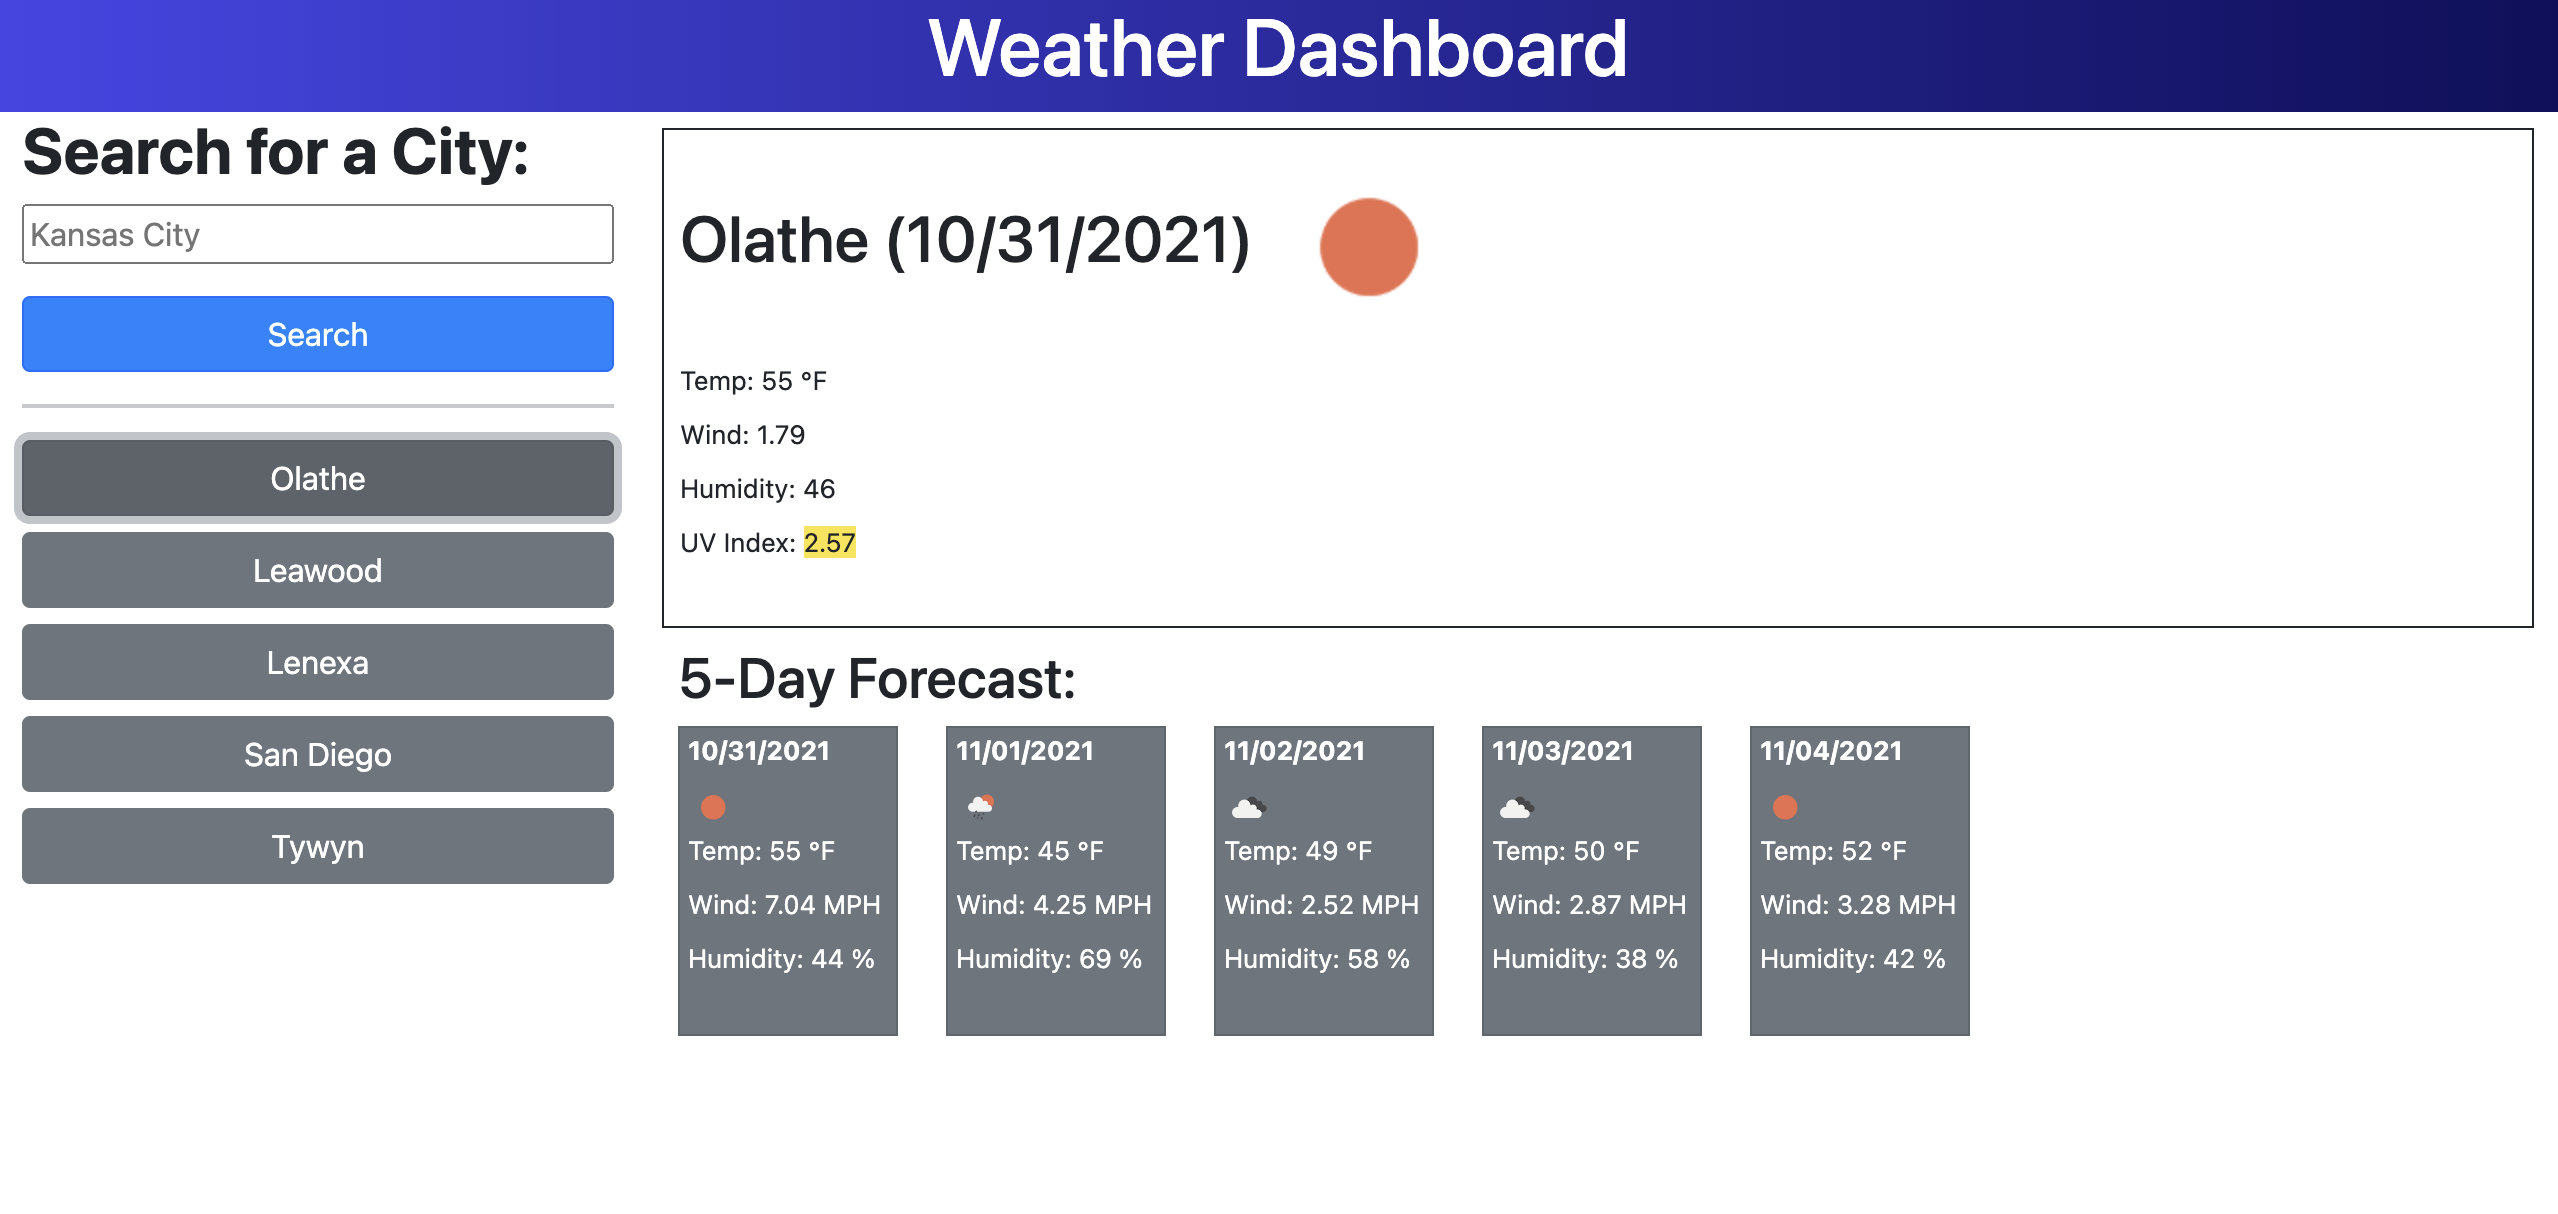 Weather Dashboard
Search for a City:
Kansas City
Search
Olathe
Leawood
Lenexa
San Diego
Tywyn
Olathe (10/31/2021)
Temp: 55 °F
Wind: 1.79
Humidity: 46
UV Index: 2.57
5-Day Forecast:
10/31/2021
Temp: 55 °F
Wind: 7.04 MPH
Humidity: 44 %
11/01/2021
Temp: 45 °F
Wind: 4.25 MPH
Humidity: 69 %
11/02/2021
Temp: 49 °F
Wind: 2.52 MPH
Humidity: 58 %
11/03/2021
Temp: 50 °F
Wind: 2.87 MPH
Humidity: 38 %
11/04/2021
Temp: 52 °F
Wind: 3.28 MPH
Humidity: 42 %